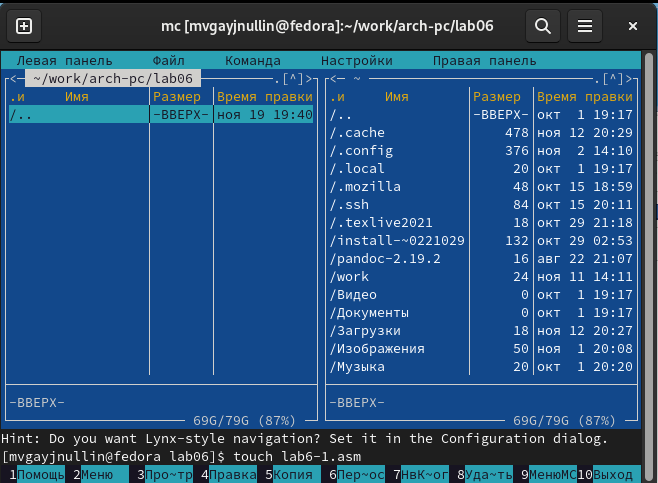 mc [mvgayjnullin@fedora]:~/work/arch-pc/lab06
Левая панель Файл Команда Настройки Правая панель
<─ ~/work/arch-pc/lab06 .[^]>
.и Имя Размер Время правки
/.. -ВВЕРХ- ноя 19 19:40
-ВВЕРХ-
69G/79G (87%)
<─ ~ .[^]>
.и Имя Размер Время правки
/.. -ВВЕРХ- окт 1 19:17
/.cache 478 ноя 12 20:29
/.config 376 ноя 2 14:10
/.local 20 окт 1 19:17
/.mozilla 48 окт 15 18:59
/.ssh 84 окт 15 20:11
/.texlive2021 18 окт 29 21:18
/install-~0221029 132 окт 29 02:53
/pandoc-2.19.2 16 авг 22 21:07
/work 24 ноя 11 14:11
/Видео 0 окт 1 19:17
/Документы 0 окт 1 19:17
/Загрузки 18 ноя 12 20:27
/Изображения 50 ноя 1 20:08
/Музыка 20 окт 1 20:20
-ВВЕРХ-
69G/79G (87%)
Hint: Do you want Lynx-style navigation? Set it in the Configuration dialog.
[mvgayjnullin@fedora lab06]$ touch lab6-1.asm
1Помощь 2Меню 3Про~тр 4Правка 5Копия 6Пер~ос 7НвК~ог 8Уда~ть 9МенюMC 10Выход